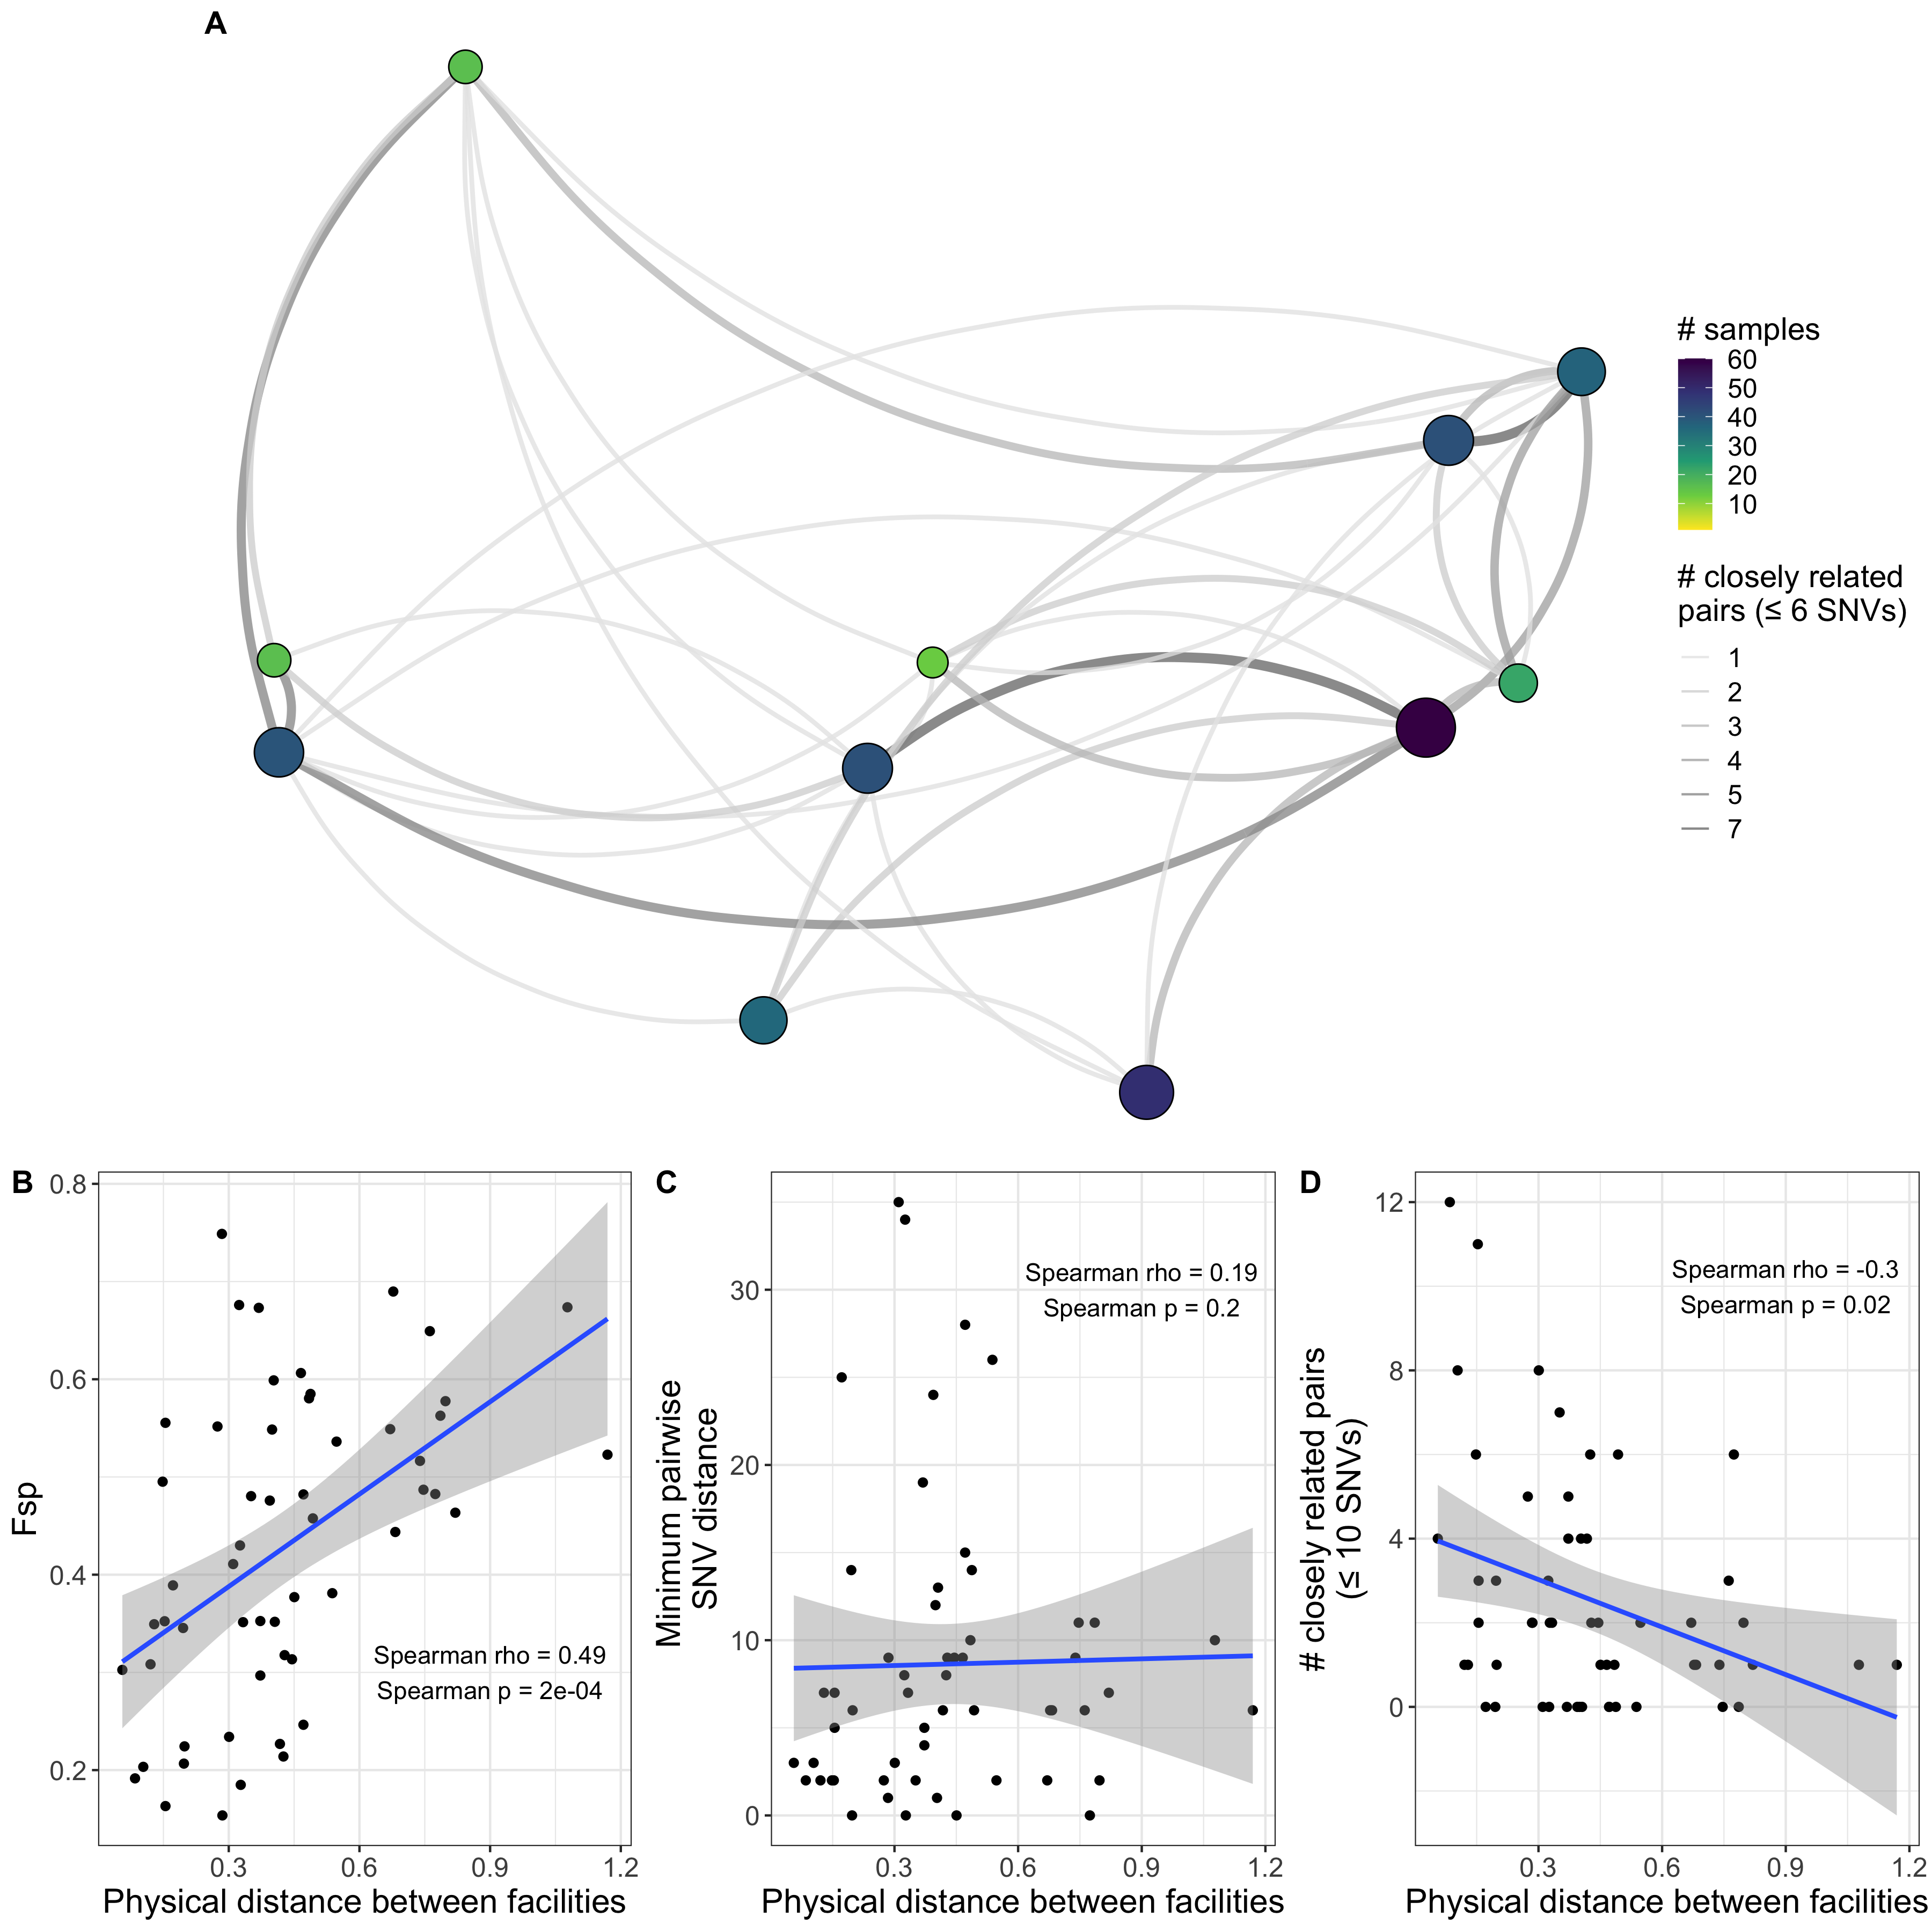 A
# samples
60
50
40
30
20
10
# closely related
pairs (≤ 6 SNVs)
1
2
3
4
5
7
B
0.8
0.6
0.4
0.2
Fsp
Spearman rho = 0.49
Spearman p = 2e-04
0.3 0.6 0.9 1.2
Physical distance between facilities
C
30
20
10
0
Minimum pairwise
SNV distance
Spearman rho = 0.19
Spearman p = 0.2
0.3 0.6 0.9 1.2
Physical distance between facilities
D
12
8
4
0
# closely related pairs
(≤ 10 SNVs)
Spearman rho = -0.3
Spearman p = 0.02
0.3 0.6 0.9 1.2
Physical distance between facilities